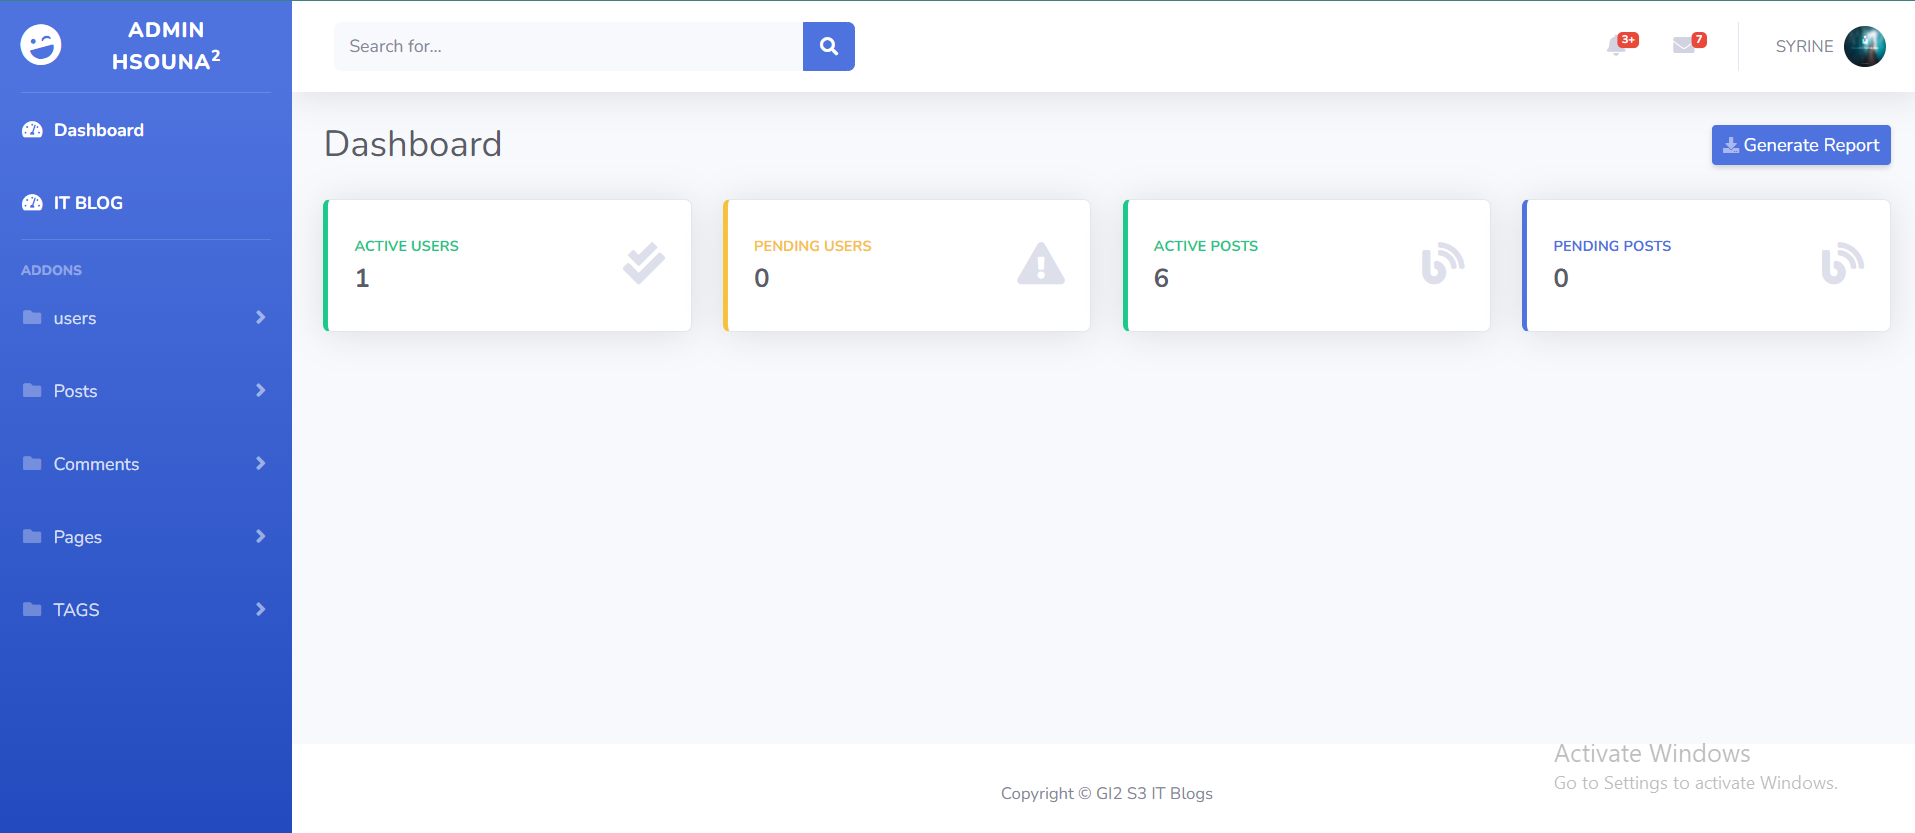 ADMIN
HSOUNA²
Dashboard
IT BLOG
ADDONS
users
Posts
Comments
Pages
TAGS
Search for...
3+
7
SYRINE
Dashboard
Generate Report
ACTIVE USERS
1
PENDING USERS
0
ACTIVE POSTS
6
PENDING POSTS
0
Activate Windows
Go to Settings to activate Windows.
Copyright © GI2 S3 IT Blogs